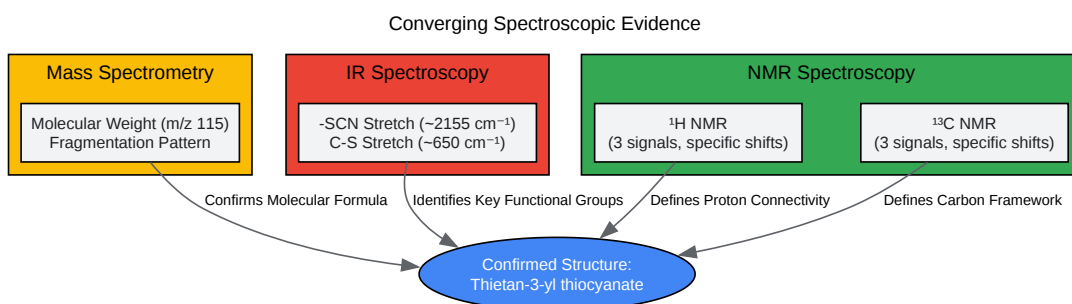 Converging Spectroscopic Evidence
Mass Spectrometry
IR Spectroscopy
NMR Spectroscopy
Molecular Weight (m/z 115)
Fragmentation Pattern
-SCN Stretch (~2155 cm⁻¹)
C-S Stretch (~650 cm⁻¹)
¹H NMR
(3 signals, specific shifts)
¹³C NMR
(3 signals, specific shifts)
Confirms Molecular Formula
Identifies Key Functional Groups
Defines Proton Connectivity
Defines Carbon Framework
Confirmed Structure:
Thietan-3-yl thiocyanate